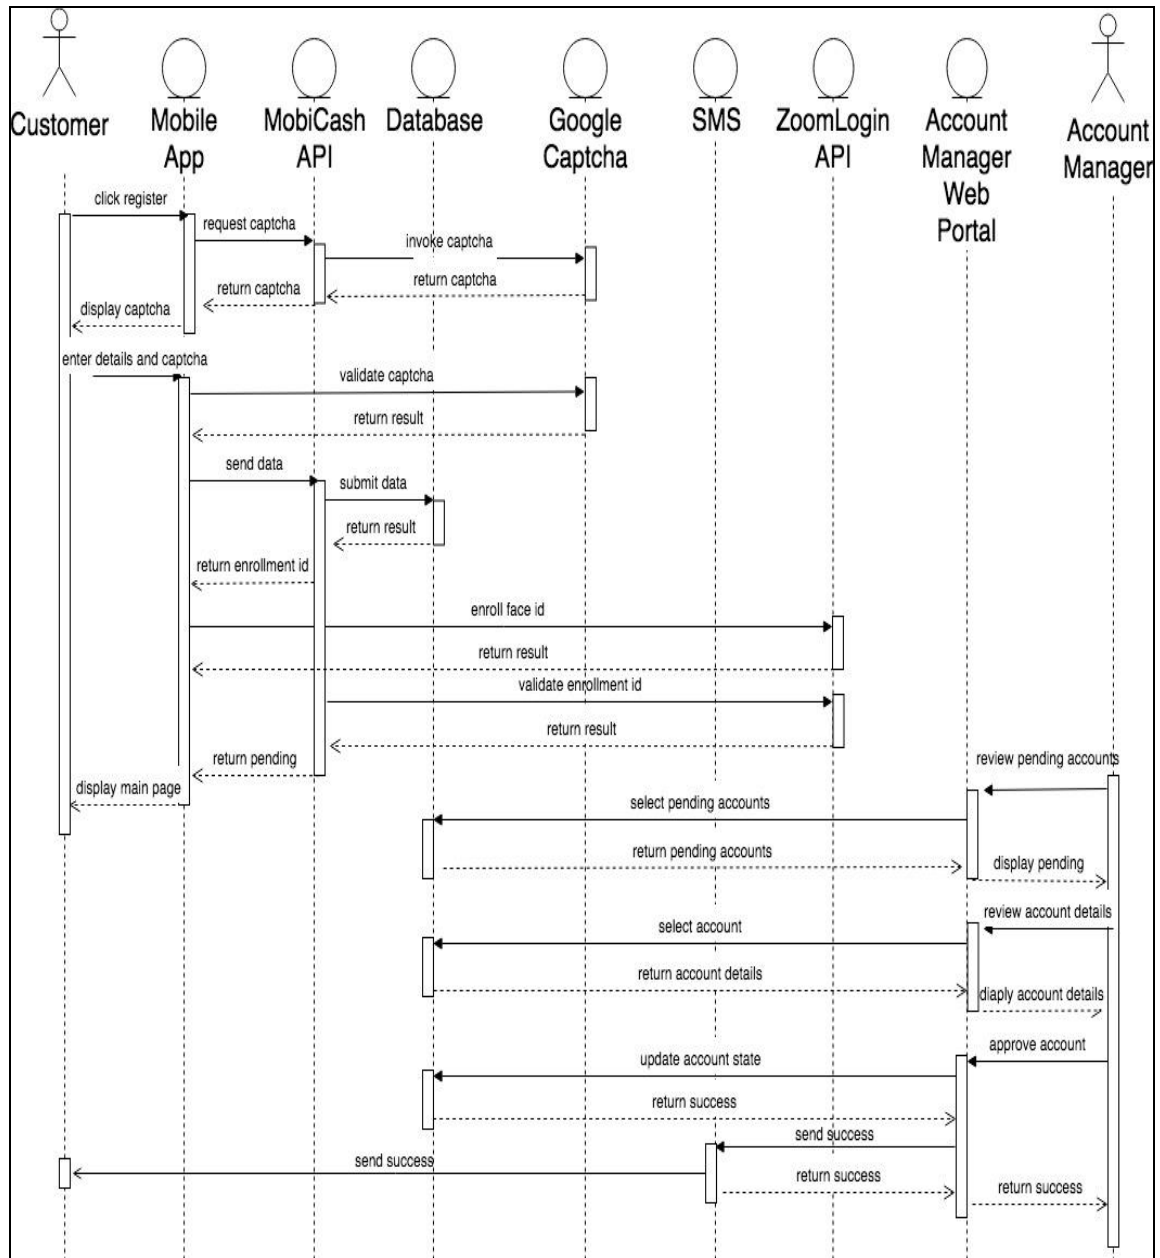 Customer
Mobile
App
MobiCash
API
Database
Google
Captcha
SMS
ZoomLogin
API
Account
Manager
Web
Portal
Account
Manager
click register
request captcha
invoke captcha
return captcha
return captcha
display captcha
enter details and captcha
validate captcha
return result
send data
submit data
return result
return enrollment id
enroll face id
return result
validate enrollment id
return result
return pending
display main page
review pending accounts
select pending accounts
return pending accounts
display pending
review account details
select account
return account details
diaply account details
approve account
update account state
return success
send success
send success
return success
return success